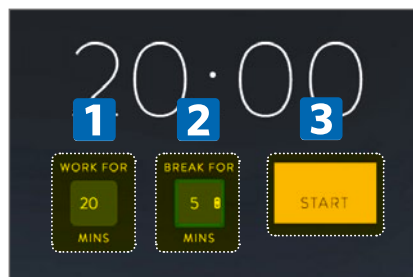 20:00
1
2
3
WORK FOR
20
MINS
BREAK FOR
5
MINS
START